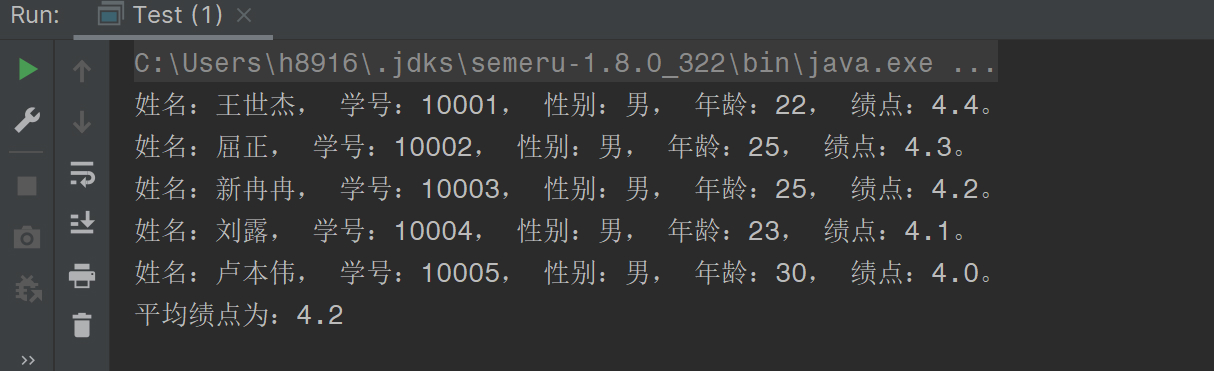 Run: Test (1)
C:\Users\h8916\.jdks\semeru-1.8.0_322\bin\java.exe ...
姓名：王世杰， 学号：10001， 性别：男， 年龄：22， 绩点：4.4。
姓名：屈正， 学号：10002， 性别：男， 年龄：25， 绩点：4.3。
姓名：新冉冉， 学号：10003， 性别：男， 年龄：25， 绩点：4.2。
姓名：刘露， 学号：10004， 性别：男， 年龄：23， 绩点：4.1。
姓名：卢本伟， 学号：10005， 性别：男， 年龄：30， 绩点：4.0。
平均绩点为：4.2